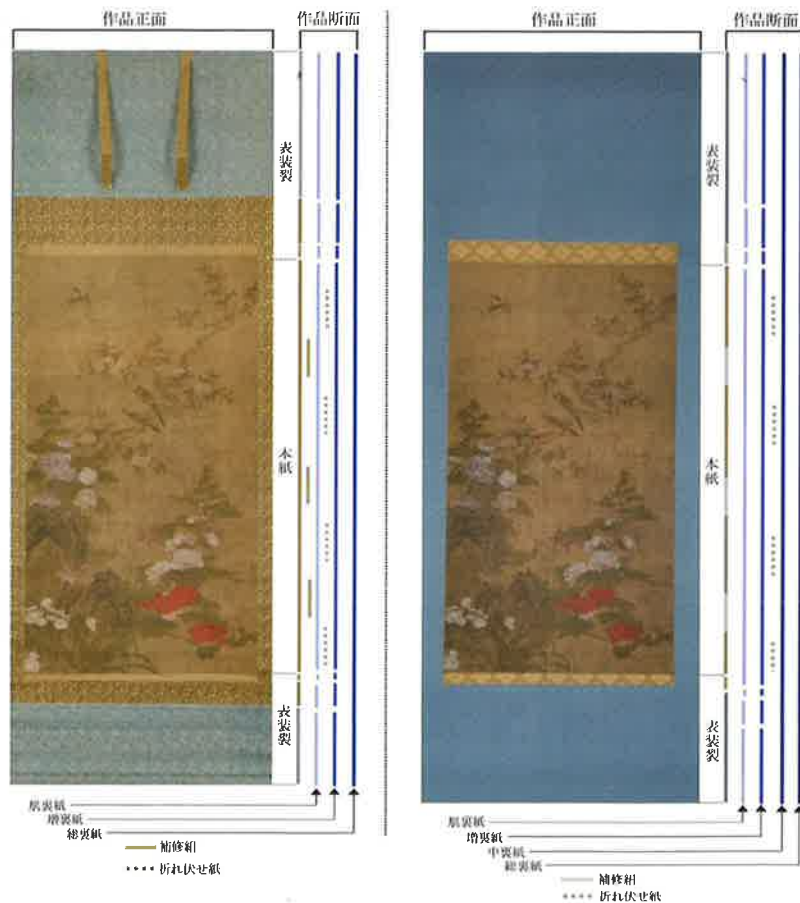 作品正面
作品断面
表装裂
本紙
表装裂
肌裏紙
増裏紙
総裏紙
補修絹
折れ伏せ紙
作品正面
作品断面
表装裂
本紙
表装裂
肌裏紙
増裏紙
中裏紙
総裏紙
補修絹
折れ伏せ紙